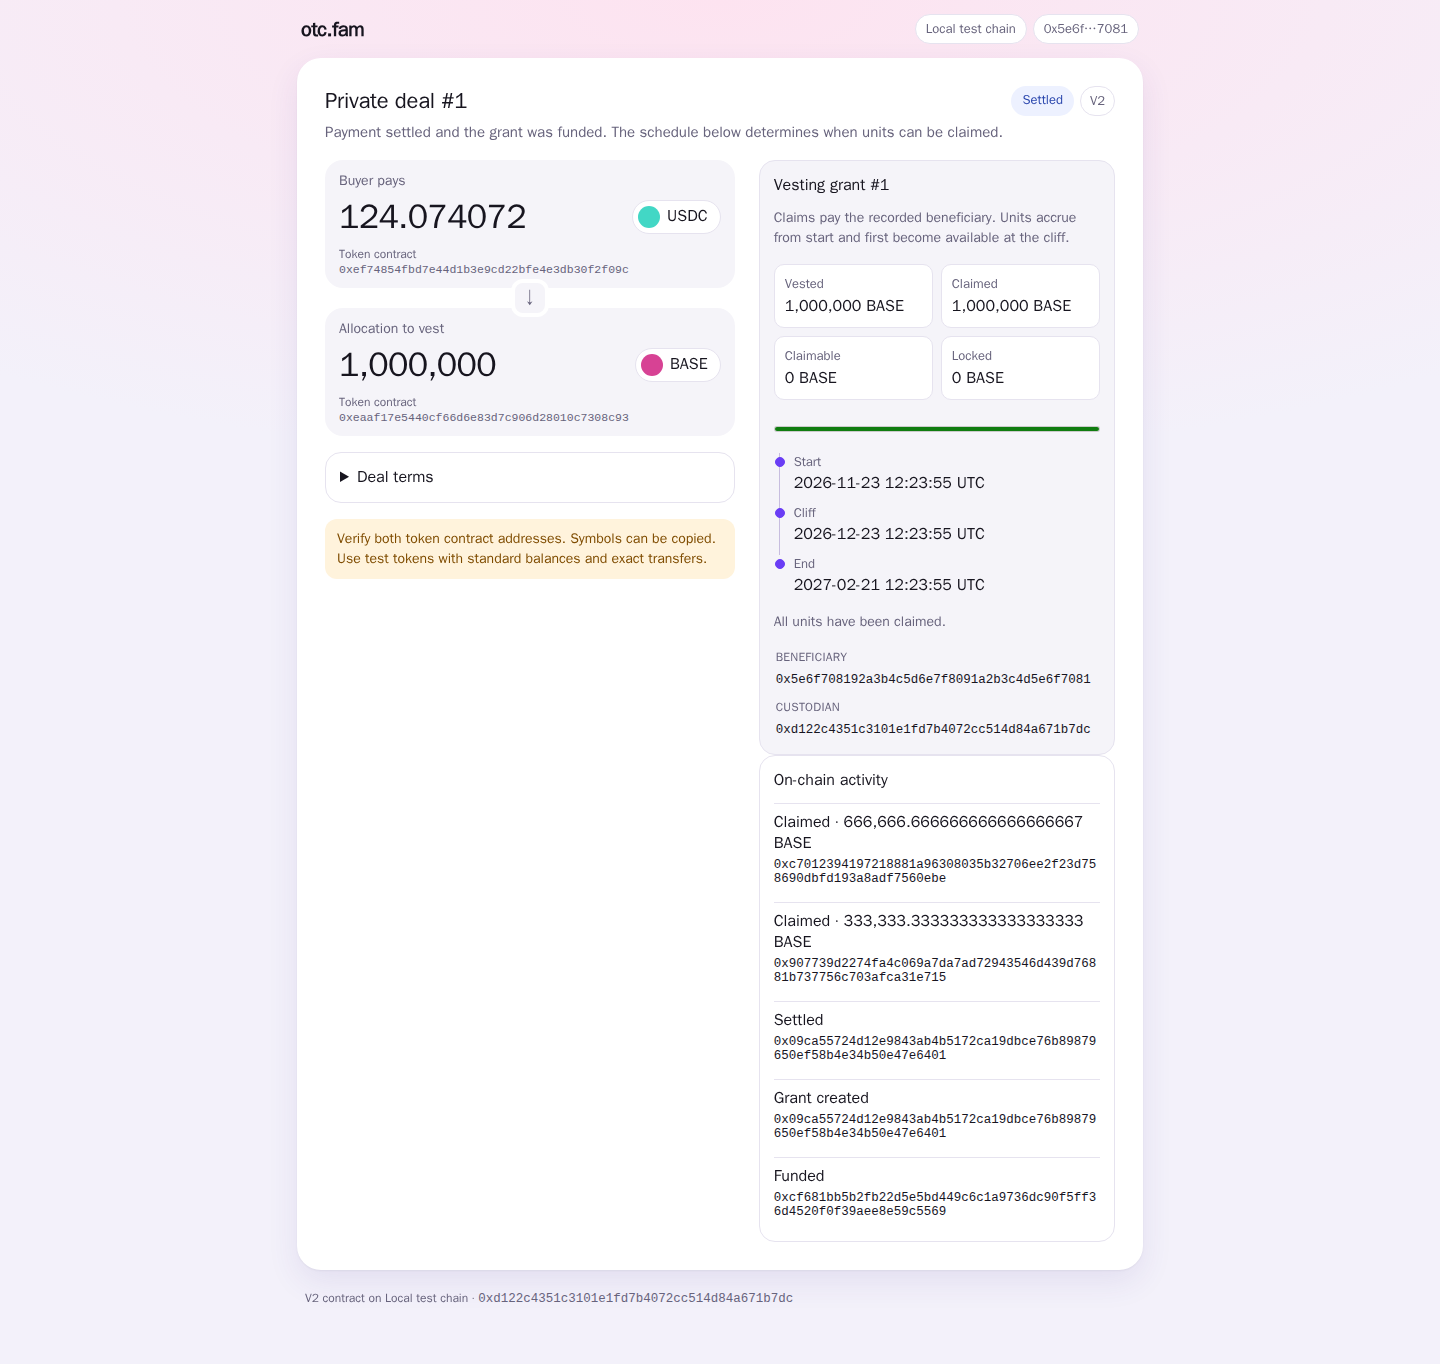 otc.fam
Local test chain
0x5e6f···7081
Private deal #1
Settled
V2
Payment settled and the grant was funded. The schedule below determines when units can be claimed.
Buyer pays
124.074072
USDC
Token contract
0xef74854fbd7e44d1b3e9cd22bfe4e3db30f2f09c
↓
Allocation to vest
1,000,000
BASE
Token contract
0xeaaf17e5440cf66d6e83d7c906d28010c7308c93
Deal terms
Verify both token contract addresses. Symbols can be copied.
Use test tokens with standard balances and exact transfers.
Vesting grant #1
Claims pay the recorded beneficiary. Units accrue
from start and first become available at the cliff.
Vested
1,000,000 BASE
Claimed
1,000,000 BASE
Claimable
0 BASE
Locked
0 BASE
Start
2026-11-23 12:23:55 UTC
Cliff
2026-12-23 12:23:55 UTC
End
2027-02-21 12:23:55 UTC
All units have been claimed.
BENEFICIARY
0x5e6f708192a3b4c5d6e7f8091a2b3c4d5e6f7081
CUSTODIAN
0xd122c4351c3101e1fd7b4072cc514d84a671b7dc
On-chain activity
Claimed · 666,666.666666666666666667
BASE
0xc7012394197218881a96308035b32706ee2f23d75
8690dbfd193a8adf7560ebe
Claimed · 333,333.333333333333333333
BASE
0x907739d2274fa4c069a7da7ad72943546d439d768
81b737756c703afca31e715
Settled
0x09ca55724d12e9843ab4b5172ca19dbce76b89879
650ef58b4e34b50e47e6401
Grant created
0x09ca55724d12e9843ab4b5172ca19dbce76b89879
650ef58b4e34b50e47e6401
Funded
0xcf681bb5b2fb22d5e5bd449c6c1a9736dc90f5ff3
6d4520f0f39aee8e59c5569
V2 contract on Local test chain · 0xd122c4351c3101e1fd7b4072cc514d84a671b7dc